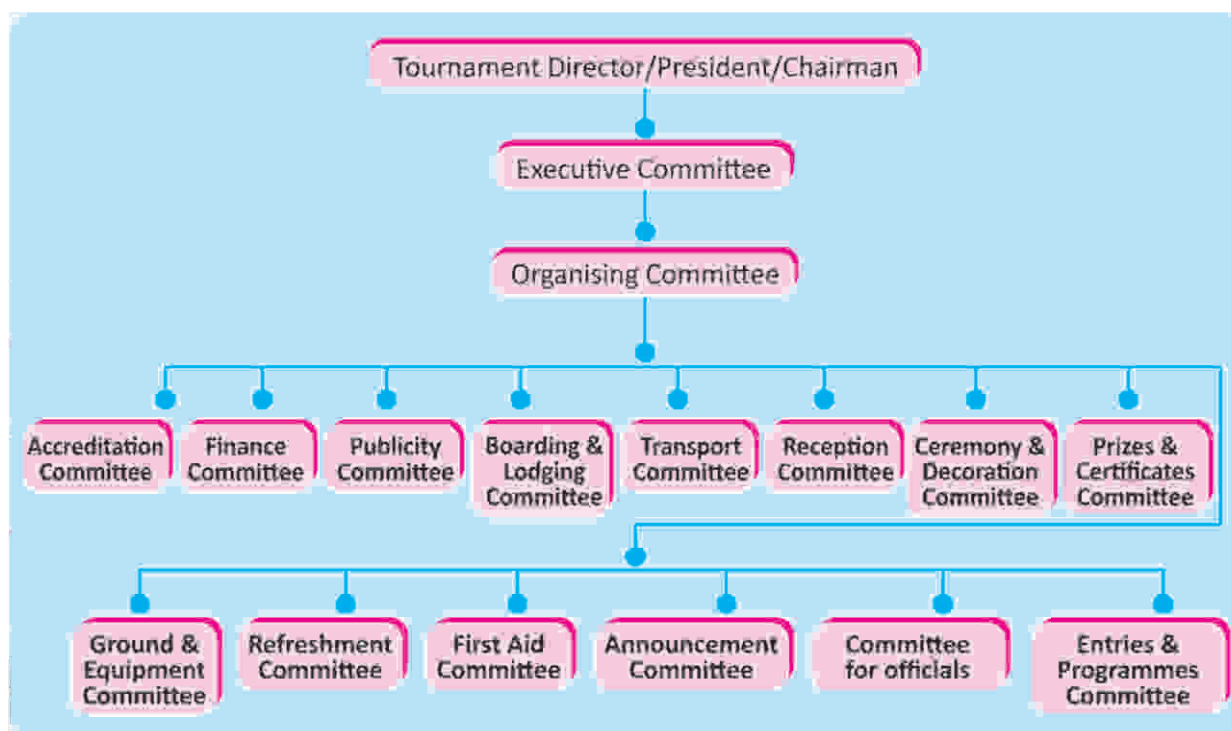 Tournament Director/President/Chairman
Executive Committee
Organising Committee
Accreditation
Committee
Finance
Committee
Publicity
Committee
Boarding &
Lodging
Committee
Transport
Committee
Reception
Committee
Ceremony &
Decoration
Committee
Prizes &
Certificates
Committee
Ground &
Equipment
Committee
Refreshment
Committee
First Aid
Committee
Announcement
Committee
Committee
for officials
Entries &
Programmes
Committee